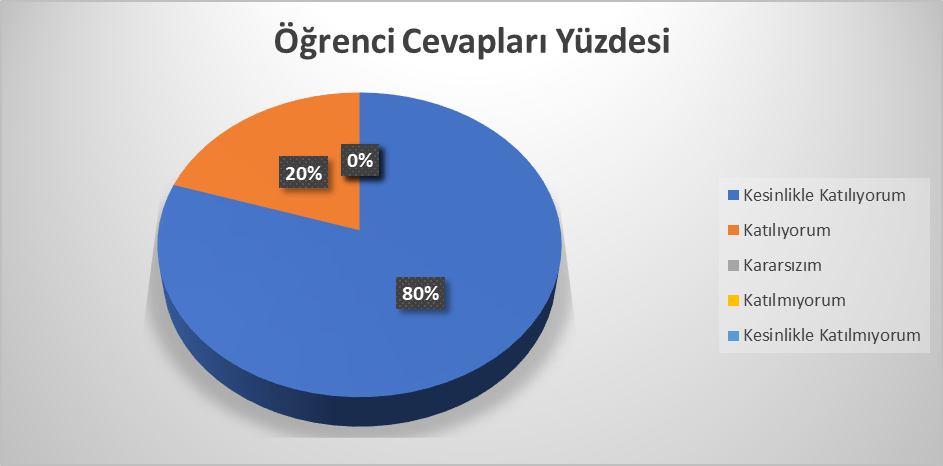 Öğrenci Cevapları Yüzdesi
20%
0%
80%
Kesinlikle Katılıyorum
Katılıyorum
Kararsızım
Katılmıyorum
Kesinlikle Katılmıyorum